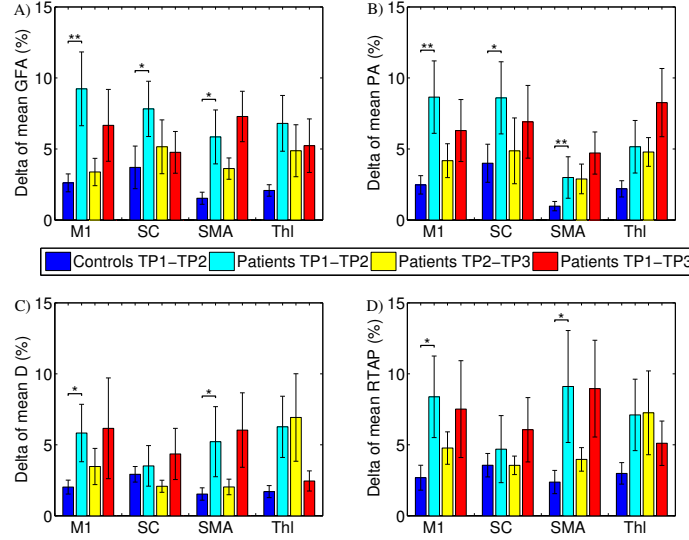 A)
Delta of mean GFA (%)
15
10
5
0
**
*
*
M1 SC SMA Thl
B)
Delta of mean PA (%)
15
10
5
0
**
*
**
M1 SC SMA Thl
Controls TP1−TP2 Patients TP1−TP2 Patients TP2−TP3 Patients TP1−TP3
C)
Delta of mean D (%)
15
10
5
0
*
*
M1 SC SMA Thl
D)
Delta of mean RTAP (%)
15
10
5
0
*
*
M1 SC SMA Thl